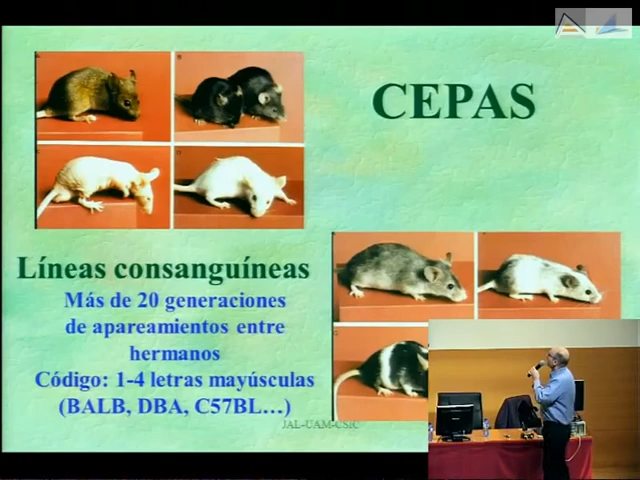 CEPAS
Líneas consanguíneas
Más de 20 generaciones
de apareamientos entre
hermanos
Código: 1-4 letras mayúsculas
(BALB, DBA, C57BL…)
JAL-UAM-CSIC